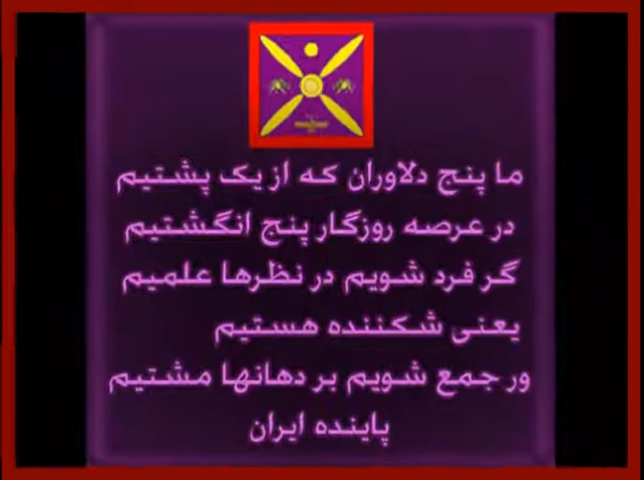 ما پنج دلاوران که از یک پشتیم
در عرصه روزگار پنج انگشتیم
گر فرد شویم در نظرها علمیم
یعنی شکننده هستیم
ور جمع شویم بر دهانها مشتیم
پاینده ایران